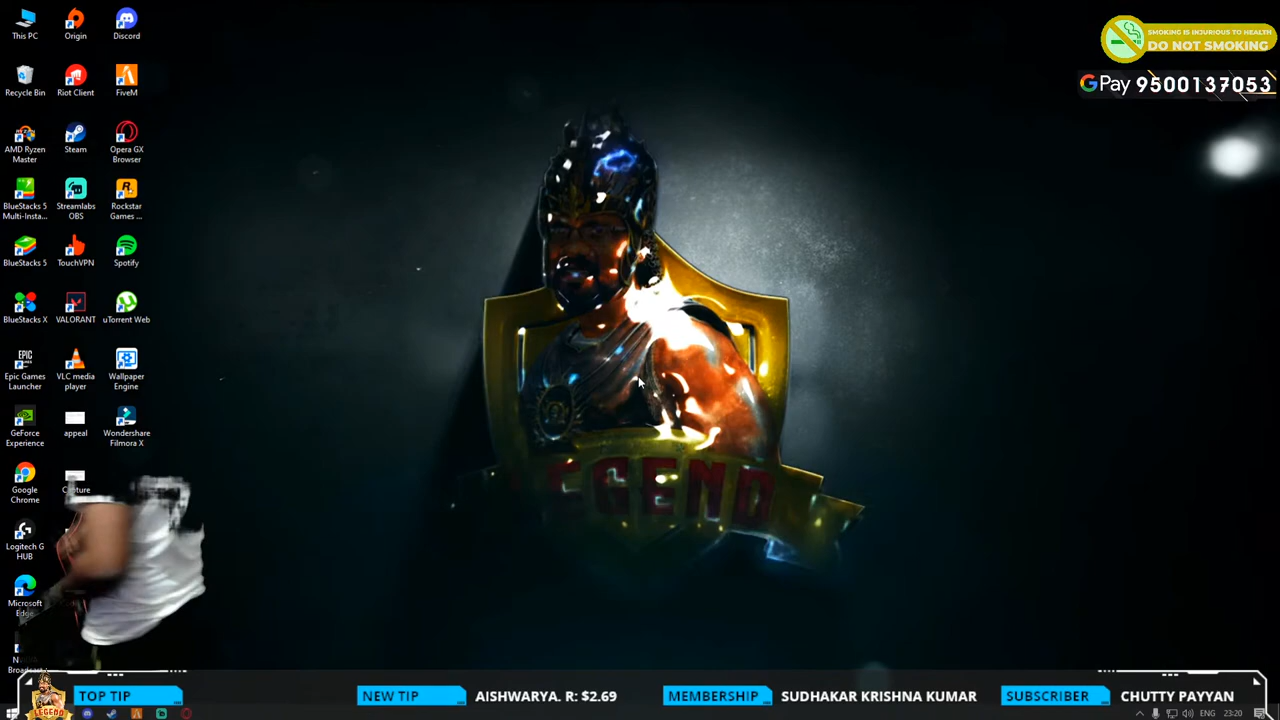 This PC
Origin
Discord
Recycle Bin
Riot Client
FiveM
AMD Ryzen
Master
Steam
Opera GX
Browser
BlueStacks 5
Multi-Insta...
Streamlabs
OBS
Rockstar
Games ...
BlueStacks 5
TouchVPN
Spotify
BlueStacks X
VALORANT
uTorrent Web
EPIC
GAMES
Epic Games
Launcher
VLC media
player
Wallpaper
Engine
GeForce
Experience
appeal
Wondershare
Filmora X
Google
Chrome
Capture
Logitech G
HUB
Microsoft
Edge
SMOKING IS INJURIOUS TO HEALTH
DO NOT SMOKING
G Pay 9500137053
LEGEND
TOP TIP
NEW TIP
AISHWARYA. R: $2.69
MEMBERSHIP
SUDHAKAR KRISHNA KUMAR
SUBSCRIBER
CHUTTY PAYYAN
LEGEND
ENG
23:20